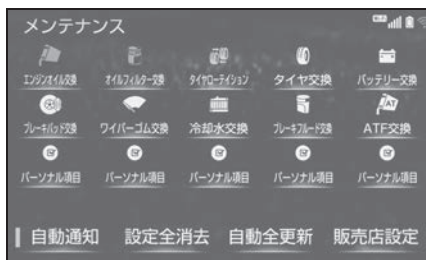 メンテナンス
エンジンオイル交換 オイルフィルター交換 タイヤローテイション タイヤ交換 バッテリー交換
ブレーキパッド交換 ワイパーゴム交換 冷却水交換 ブレーキフルード交換 ATF交換
パーソナル項目 パーソナル項目 パーソナル項目 パーソナル項目 パーソナル項目
自動通知 設定全消去 自動全更新 販売店設定